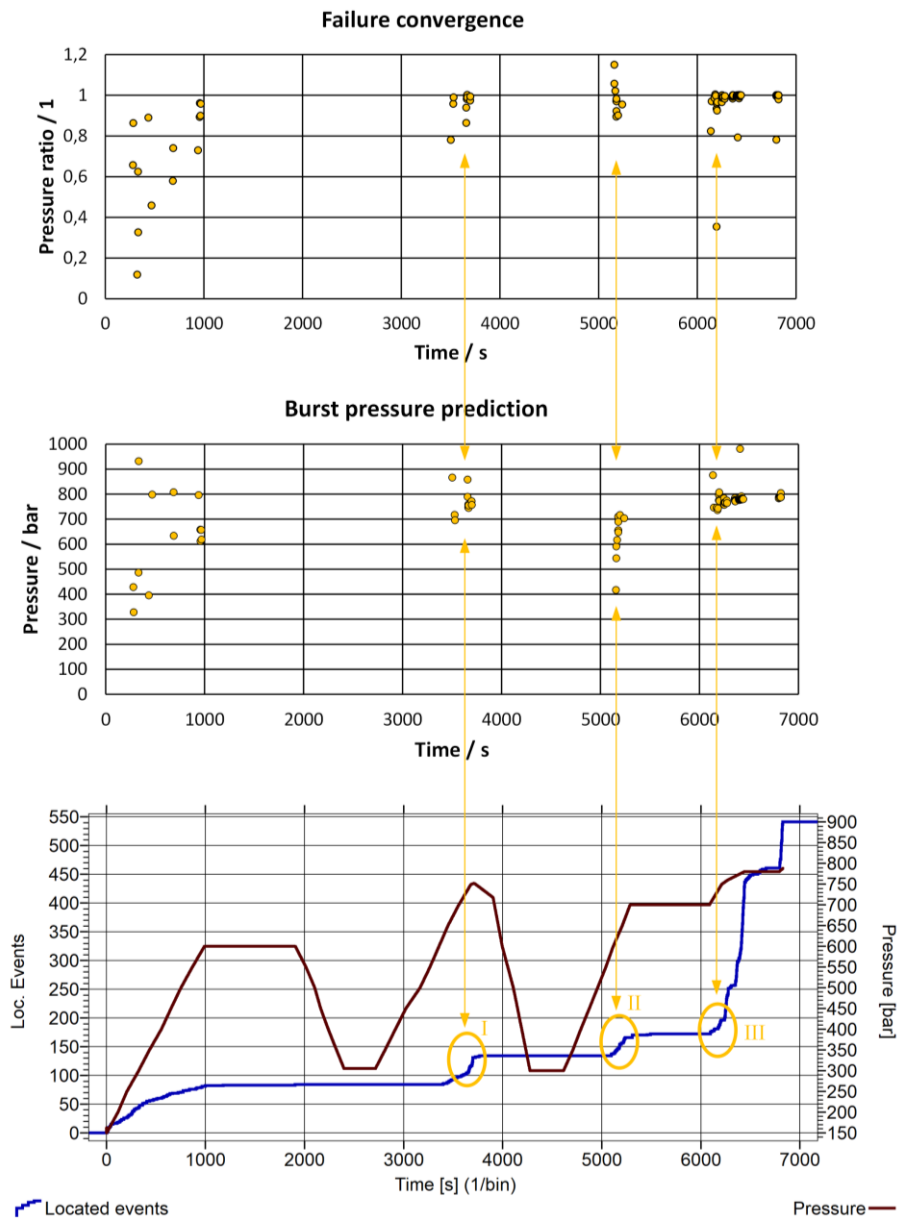 Failure convergence
1,2
1
0,8
0,6
0,4
0,2
0
Pressure ratio / 1
0 1000 2000 3000 4000 5000 6000 7000
Time / s
Burst pressure prediction
1000
900
800
700
600
500
400
300
200
100
0
Pressure / bar
0 1000 2000 3000 4000 5000 6000 7000
Time / s
550
500
450
400
350
300
250
200
150
100
50
0
Loc. Events
I
II
III
900
850
800
750
700
650
600
550
500
450
400
350
300
250
200
150
Pressure [bar]
0 1000 2000 3000 4000 5000 6000 7000
Time [s] (1/bin)
Located events Pressure